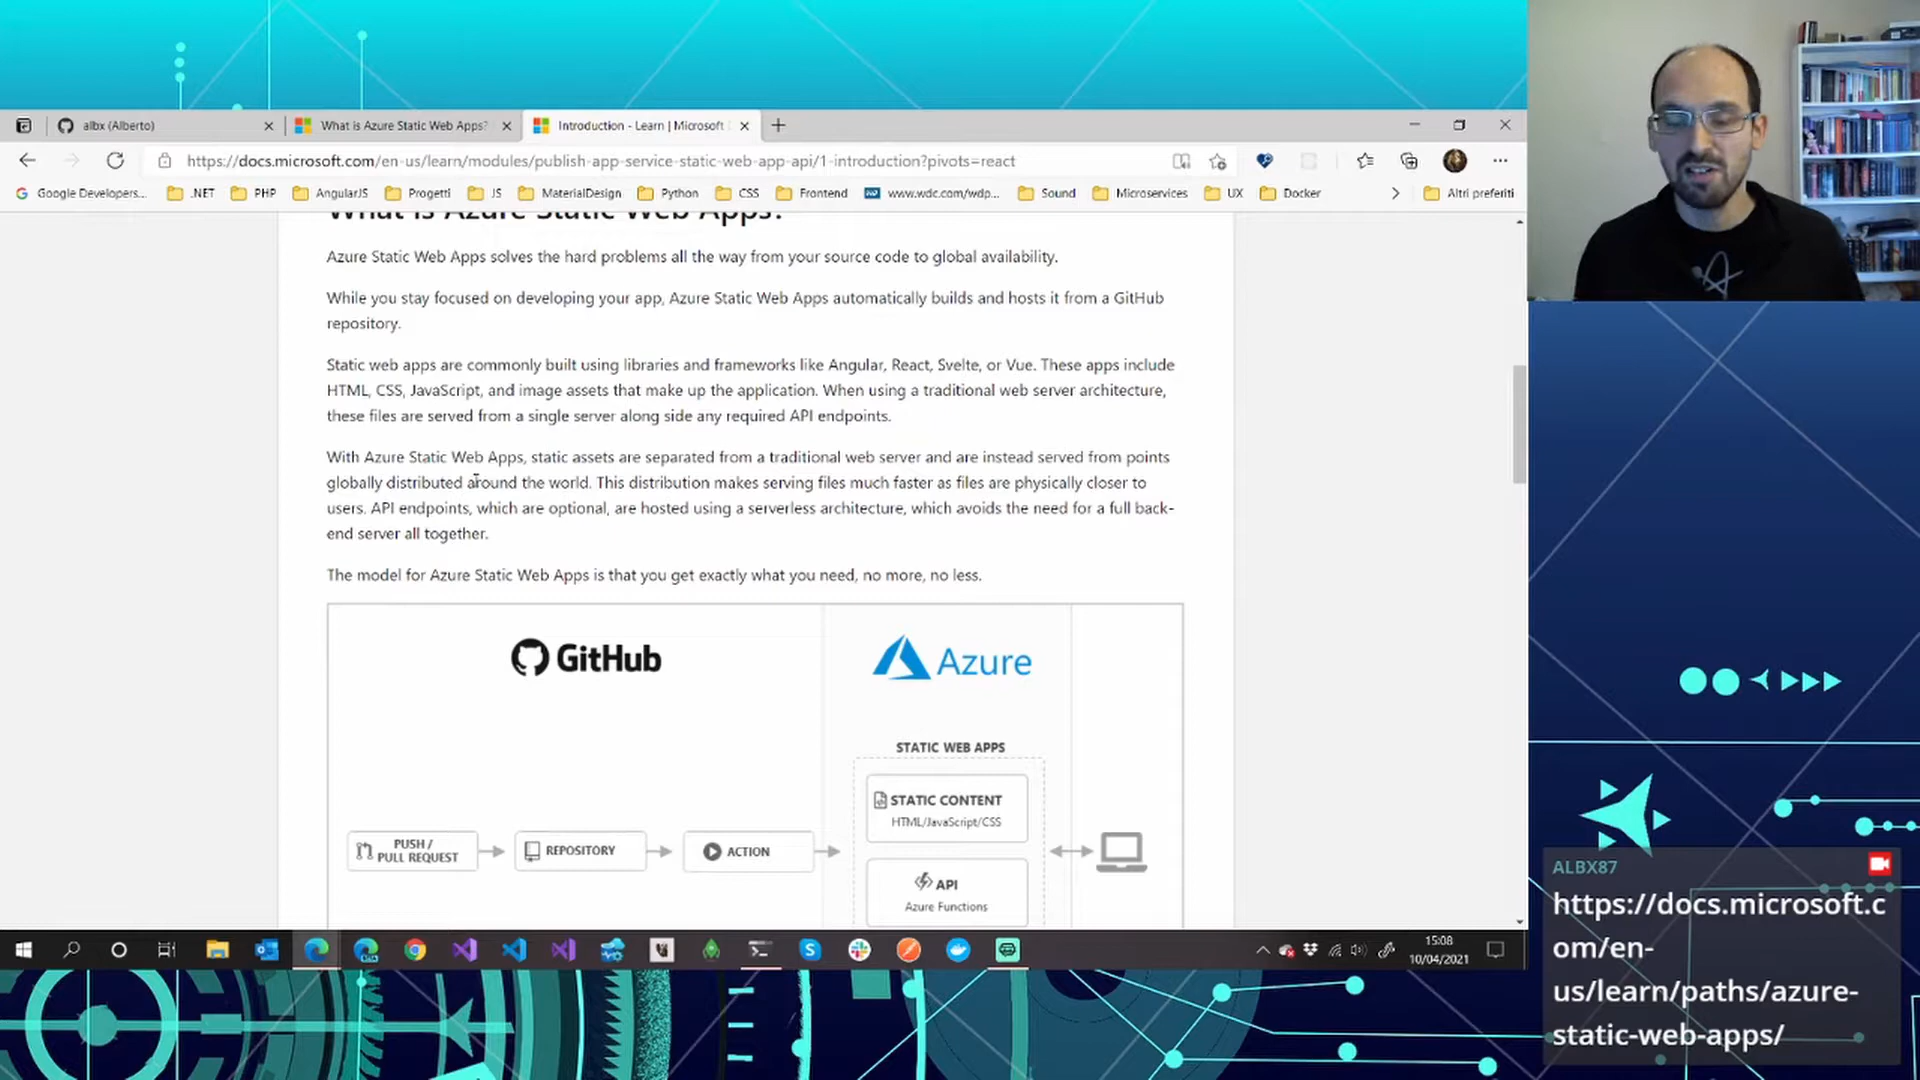 albx (Alberto)
What is Azure Static Web Apps?
Introduction - Learn | Microsoft
https://docs.microsoft.com/en-us/learn/modules/publish-app-service-static-web-app-api/1-introduction?pivots=react
Google Developers...
.NET
PHP
AngularJS
Progetti
JS
MaterialDesign
Python
CSS
Frontend
www.wdc.com/wdp...
Sound
Microservices
UX
Docker
Altri preferiti
What is Azure Static Web Apps?
Azure Static Web Apps solves the hard problems all the way from your source code to global availability.
While you stay focused on developing your app, Azure Static Web Apps automatically builds and hosts it from a GitHub
repository.
Static web apps are commonly built using libraries and frameworks like Angular, React, Svelte, or Vue. These apps include
HTML, CSS, JavaScript, and image assets that make up the application. When using a traditional web server architecture,
these files are served from a single server along side any required API endpoints.
With Azure Static Web Apps, static assets are separated from a traditional web server and are instead served from points
globally distributed around the world. This distribution makes serving files much faster as files are physically closer to
users. API endpoints, which are optional, are hosted using a serverless architecture, which avoids the need for a full back-
end server all together.
The model for Azure Static Web Apps is that you get exactly what you need, no more, no less.
GitHub
Azure
STATIC WEB APPS
STATIC CONTENT
HTML/JavaScript/CSS
PUSH /
PULL REQUEST
REPOSITORY
ACTION
API
Azure Functions
15:08
10/04/2021
ALBX87
https://docs.microsoft.c
om/en-
us/learn/paths/azure-
static-web-apps/